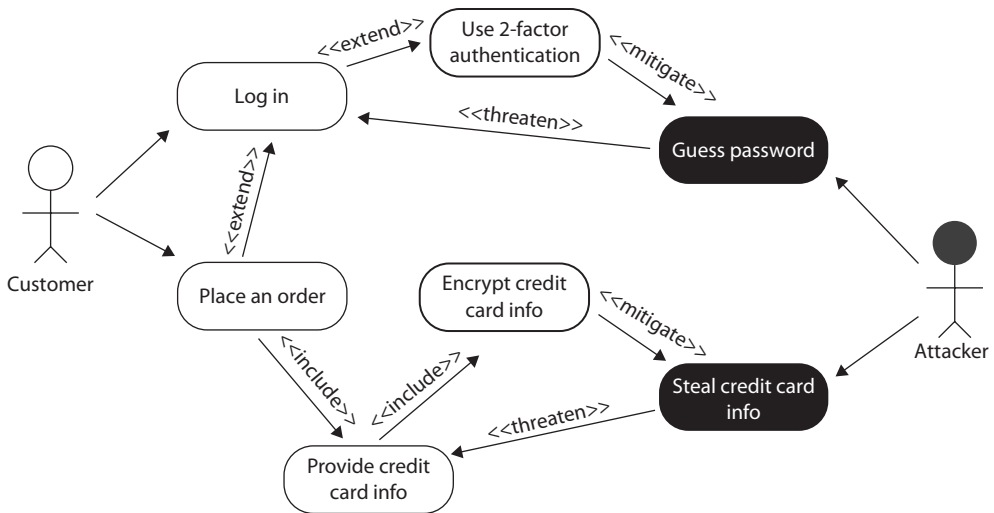 Use 2-factor
authentication
<<extend>>
<<mitigate>>
Log in
<<threaten>>
Guess password
<<extend>>
Customer
Place an order
Encrypt credit
card info
<<mitigate>>
Attacker
<<include>>
<<include>>
Steal credit card
info
<<threaten>>
Provide credit
card info